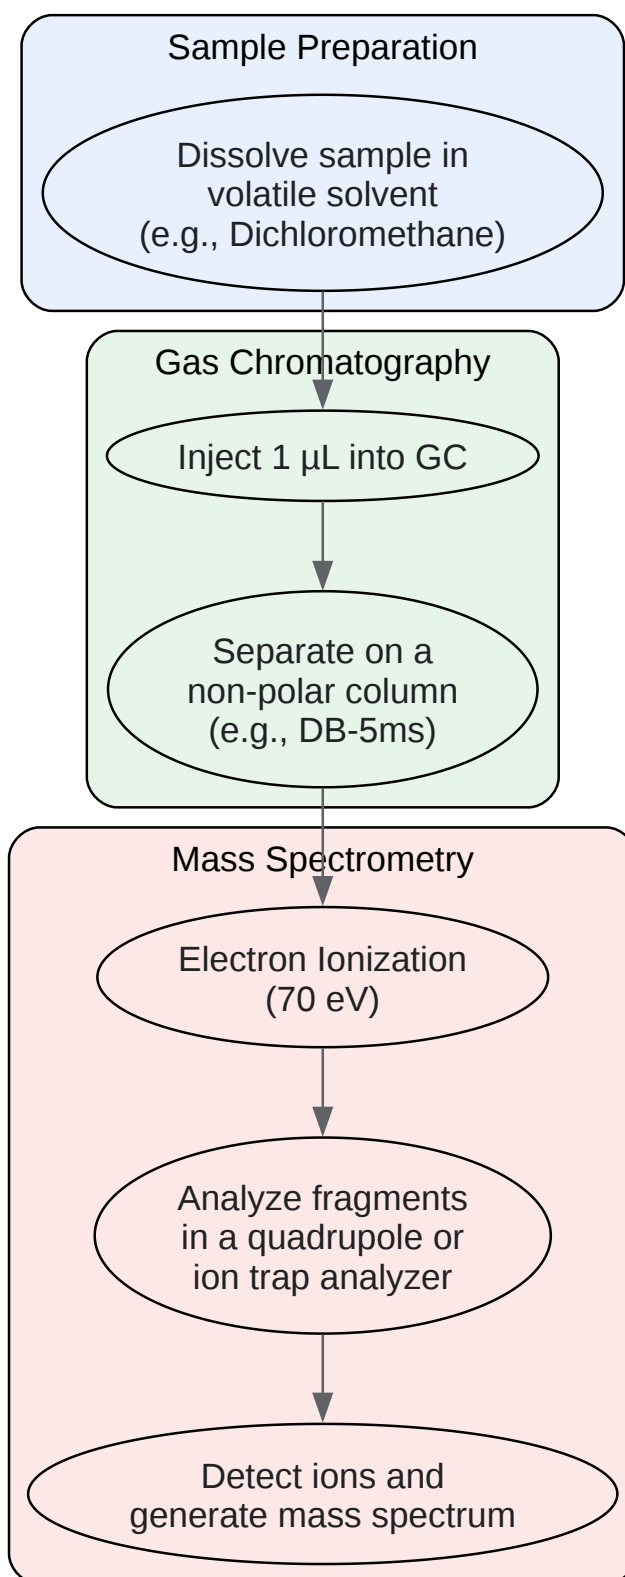 Sample Preparation
Dissolve sample in
volatile solvent
(e.g., Dichloromethane)
Gas Chromatography
Inject 1 µL into GC
Separate on a
non-polar column
(e.g., DB-5ms)
Mass Spectrometry
Electron Ionization
(70 eV)
Analyze fragments
in a quadrupole or
ion trap analyzer
Detect ions and
generate mass spectrum